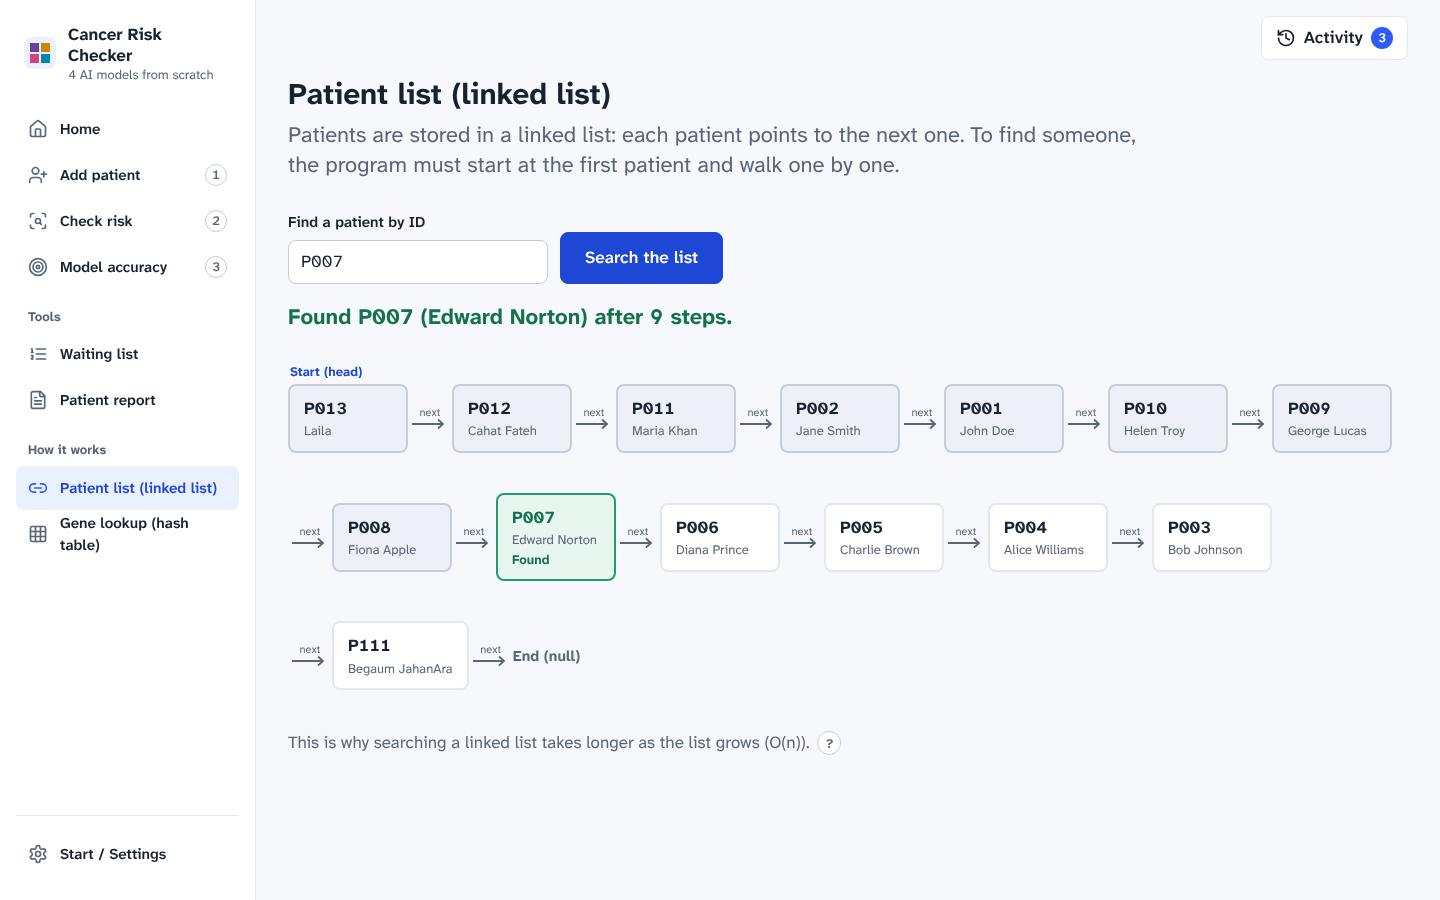 Cancer Risk
Checker
4 AI models from scratch
Home
Add patient 1
Check risk 2
Model accuracy 3
Tools
Waiting list
Patient report
How it works
Patient list (linked list)
Gene lookup (hash
table)
Start / Settings
Activity 3
Patient list (linked list)
Patients are stored in a linked list: each patient points to the next one. To find someone,
the program must start at the first patient and walk one by one.
Find a patient by ID
P007
Search the list
Found P007 (Edward Norton) after 9 steps.
Start (head)
P013
Laila
next
P012
Cahat Fateh
next
P011
Maria Khan
next
P002
Jane Smith
next
P001
John Doe
next
P010
Helen Troy
next
P009
George Lucas
next
P008
Fiona Apple
next
P007
Edward Norton
Found
next
P006
Diana Prince
next
P005
Charlie Brown
next
P004
Alice Williams
next
P003
Bob Johnson
next
P111
Begaum JahanAra
next
End (null)
This is why searching a linked list takes longer as the list grows (O(n)). ?